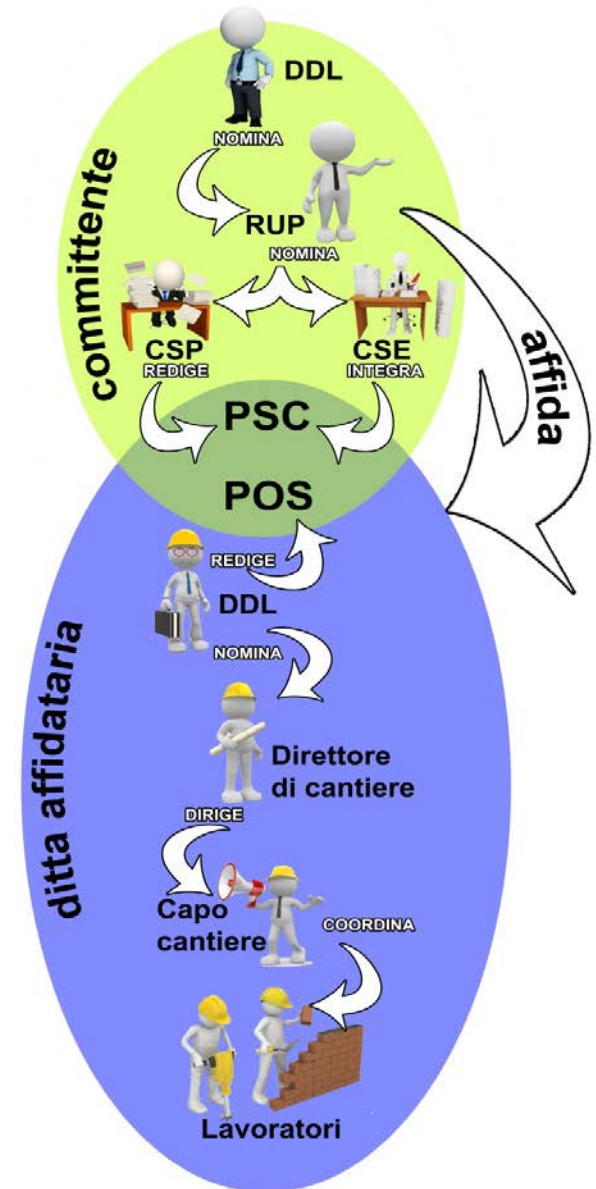 DDL
NOMINA
committente
RUP
NOMINA
affida
CSP
REDIGE
CSE
INTEGRA
PSC
POS
REDIGE
DDL
NOMINA
ditta affidataria
Direttore
di cantiere
DIRIGE
Capo
cantiere
COORDINA
Lavoratori